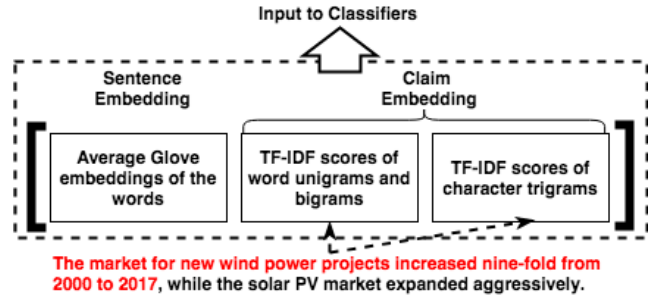 Input to Classifiers
Sentence
Embedding
Claim
Embedding
Average Glove
embeddings of the
words
TF-IDF scores of
word unigrams and
bigrams
TF-IDF scores of
character trigrams
The market for new wind power projects increased nine-fold from
2000 to 2017, while the solar PV market expanded aggressively.